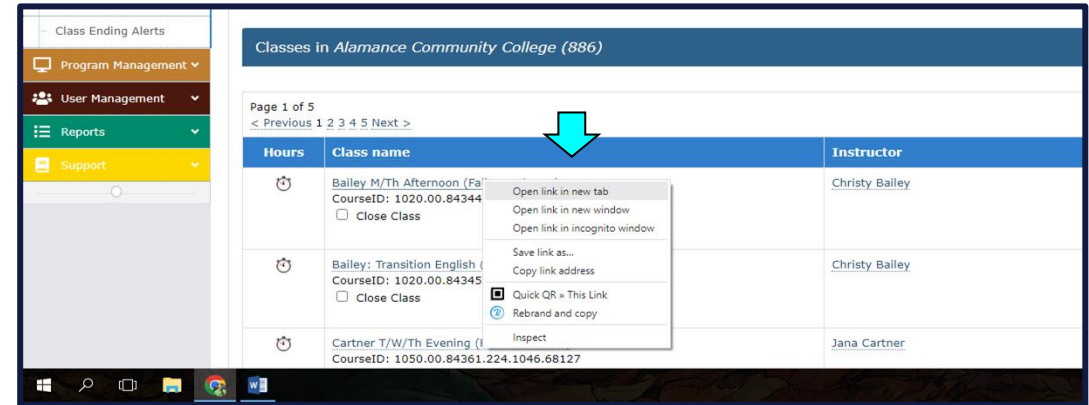 Class Ending Alerts
Program Management
User Management
Reports
Support
Classes in Alamance Community College (886)
Page 1 of 5
< Previous 1 2 3 4 5 Next >
Hours Class name Instructor
Bailey M/Th Afternoon (Fa Christy Bailey
CourseID: 1020.00.84344
Close Class
Bailey: Transition English ( Christy Bailey
CourseID: 1020.00.84345
Close Class
Cartner T/W/Th Evening ( Jana Cartner
CourseID: 1050.00.84361.224.1046.68127
Open link in new tab
Open link in new window
Open link in incognito window
Save link as...
Copy link address
Quick QR » This Link
Rebrand and copy
Inspect